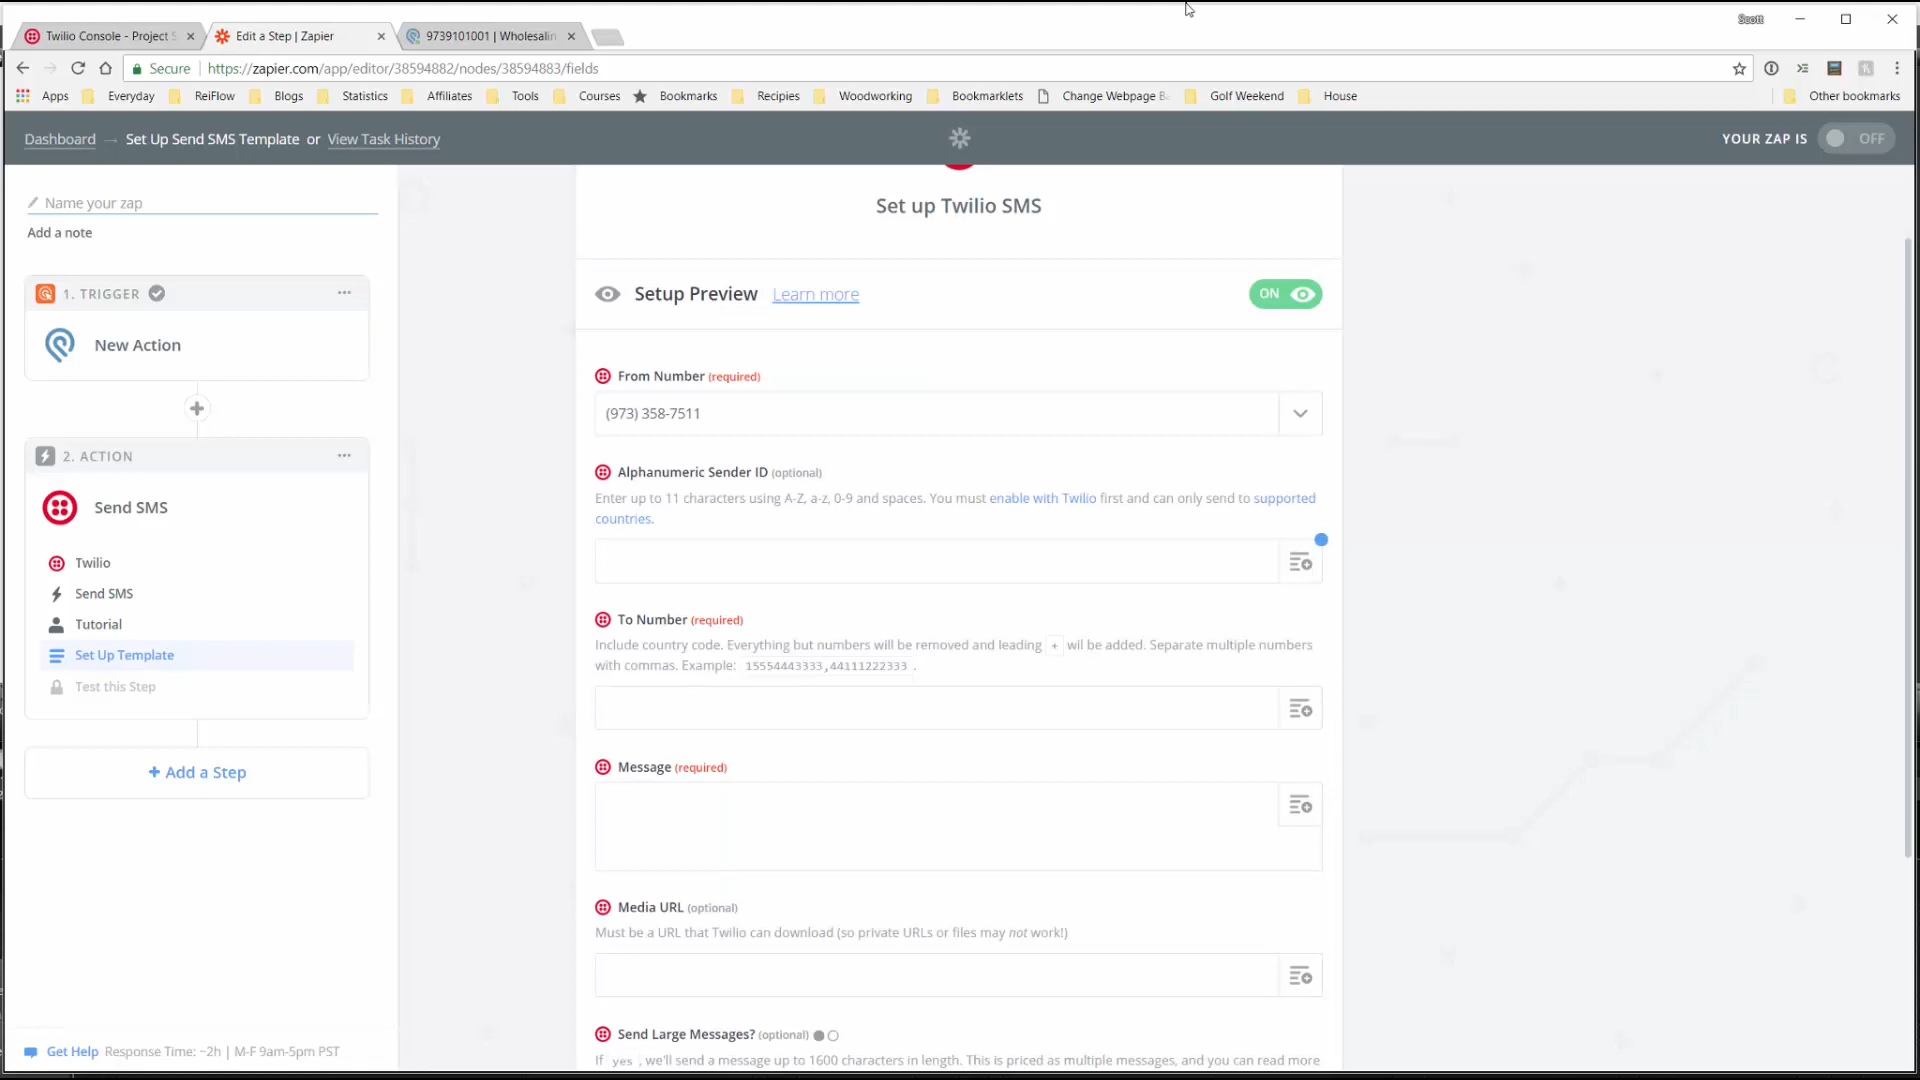 Scott
Twilio Console - Project S
Edit a Step | Zapier
9739101001 | Wholesalin
Secure
https://zapier.com/app/editor/38594882/nodes/38594883/fields
Apps Everyday ReiFlow Blogs Statistics Affiliates Tools Courses Bookmarks Recipies Woodworking Bookmarklets Change Webpage Ba Golf Weekend House Other bookmarks
Dashboard → Set Up Send SMS Template or View Task History
YOUR ZAP IS OFF
Name your zap
Add a note
1. TRIGGER
New Action
2. ACTION
Send SMS
Twilio
Send SMS
Tutorial
Set Up Template
Test this Step
+ Add a Step
Get Help Response Time: ~2h | M-F 9am-5pm PST
Set up Twilio SMS
Setup Preview Learn more ON
From Number (required)
(973) 358-7511
Alphanumeric Sender ID (optional)
Enter up to 11 characters using A-Z, a-z, 0-9 and spaces. You must enable with Twilio first and can only send to supported
countries.
To Number (required)
Include country code. Everything but numbers will be removed and leading + wil be added. Separate multiple numbers
with commas. Example: 15554443333,44111222333 .
Message (required)
Media URL (optional)
Must be a URL that Twilio can download (so private URLs or files may not work!)
Send Large Messages? (optional)
If yes , we'll send a message up to 1600 characters in length. This is priced as multiple messages, and you can read more